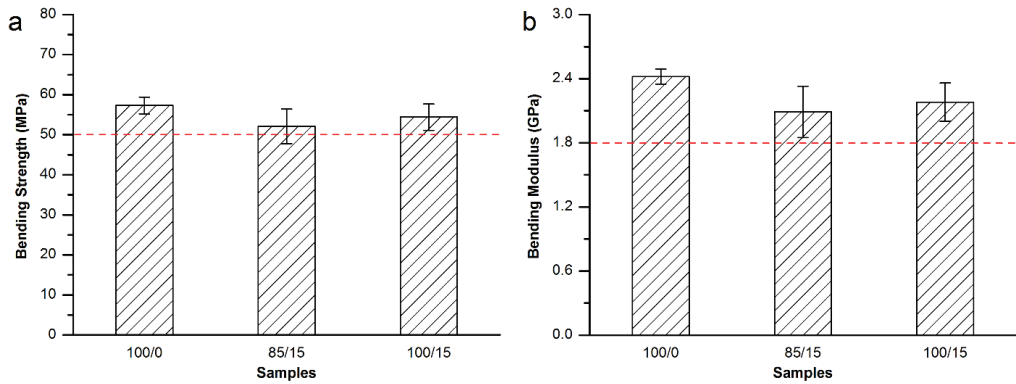 a
Bending Strength (MPa)
80
70
60
50
40
30
20
10
0
100/0 85/15 100/15
Samples
b
Bending Modulus (GPa)
3.0
2.4
1.8
1.2
0.6
0.0
100/0 85/15 100/15
Samples